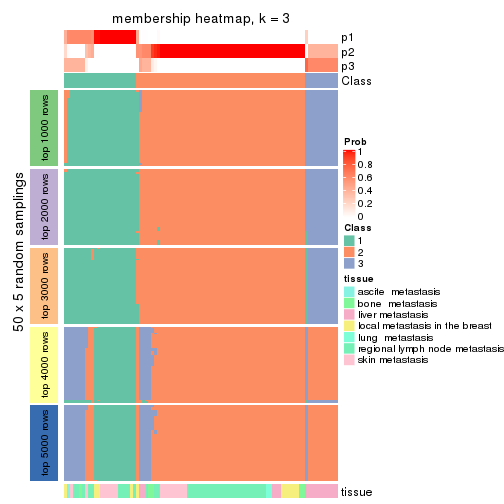 membership heatmap, k = 3
p1
p2
p3
Class
50 x 5 random samplings
top 1000 rows
top 2000 rows
top 3000 rows
top 4000 rows
top 5000 rows
tissue
Prob
1
0.8
0.6
0.4
0.2
0
Class
1
2
3
tissue
ascite metastasis
bone metastasis
liver metastasis
local metastasis in the breast
lung metastasis
regional lymph node metastasis
skin metastasis